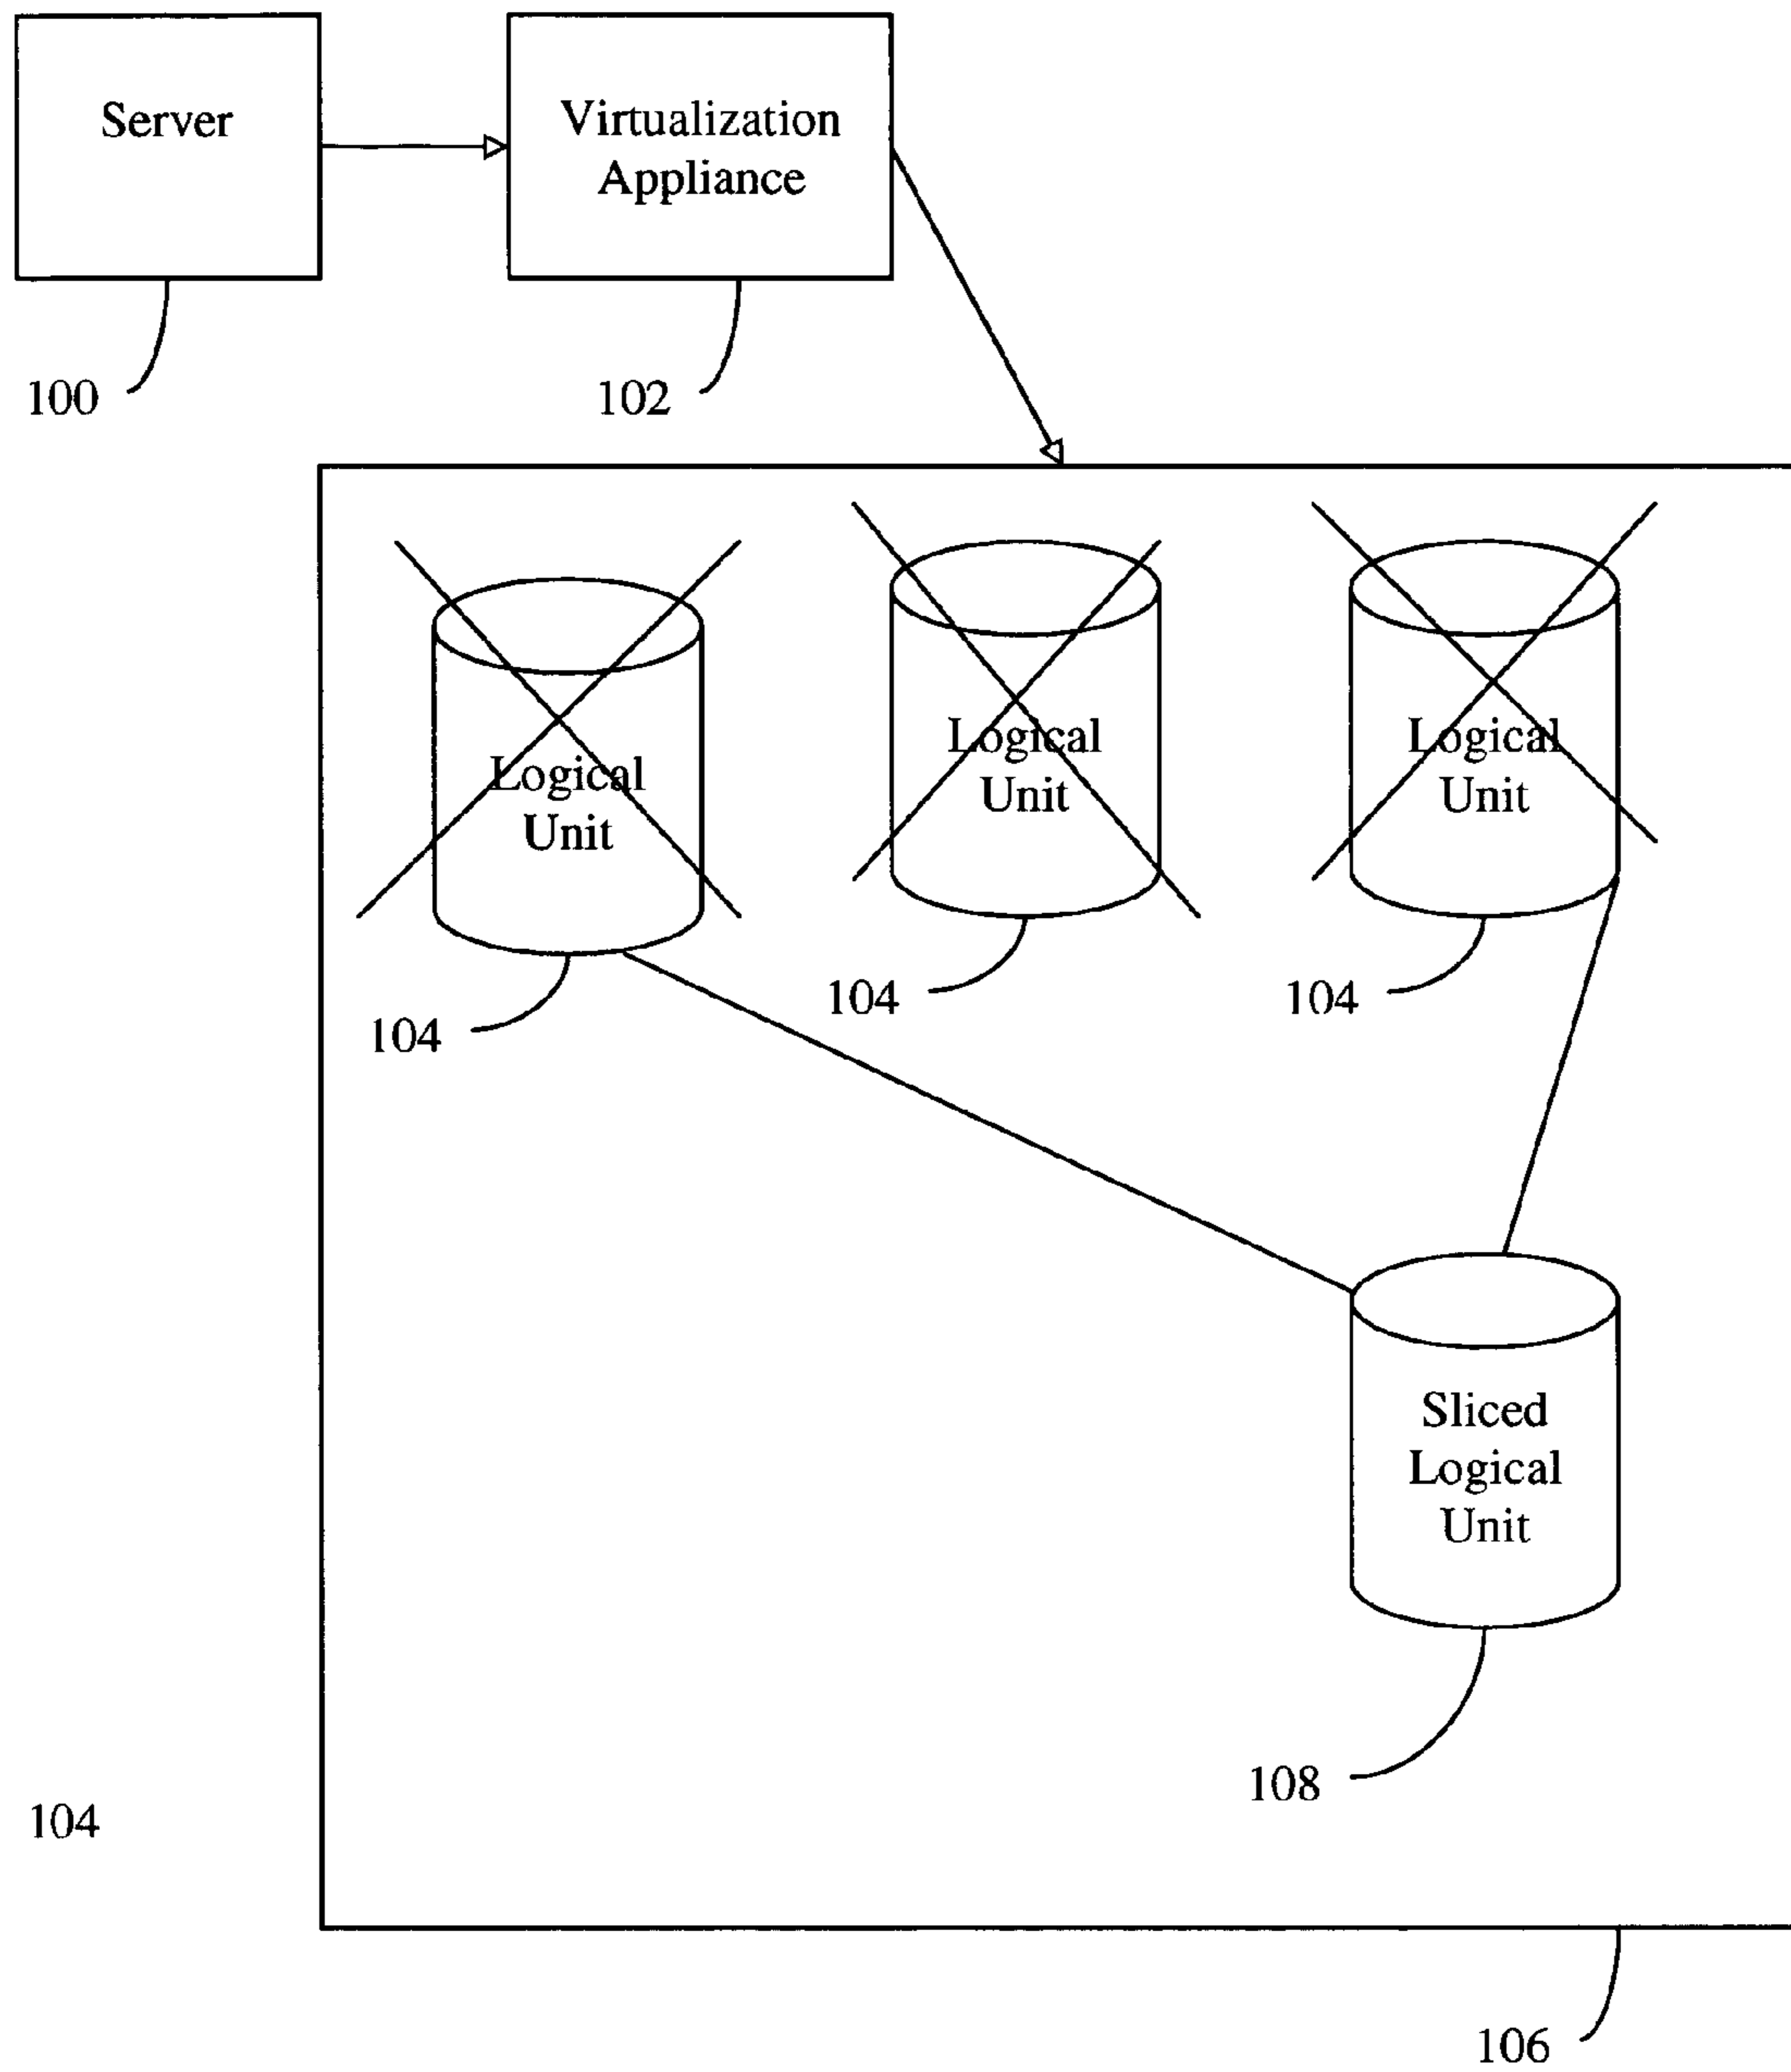 Server
Virtualization
Appliance
100
102
Logical
Unit
Logical
Unit
Logical
Unit
104
104
104
Sliced
Logical
Unit
108
104
106